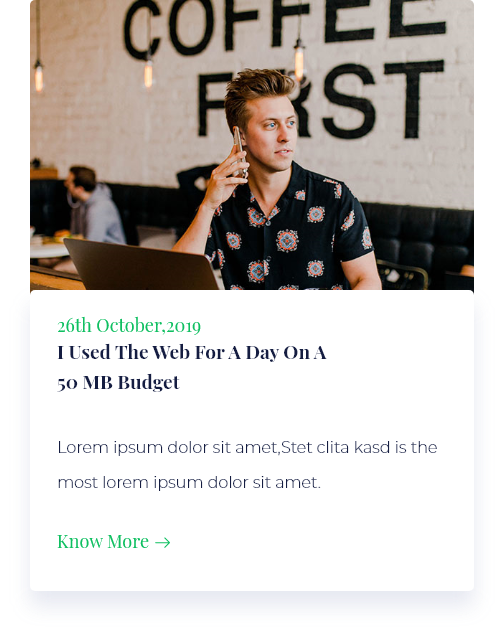 COFFEE
FIRST
26th October,2019
I Used The Web For A Day On A
50 MB Budget
Lorem ipsum dolor sit amet,Stet clita kasd is the
most lorem ipsum dolor sit amet.
Know More →